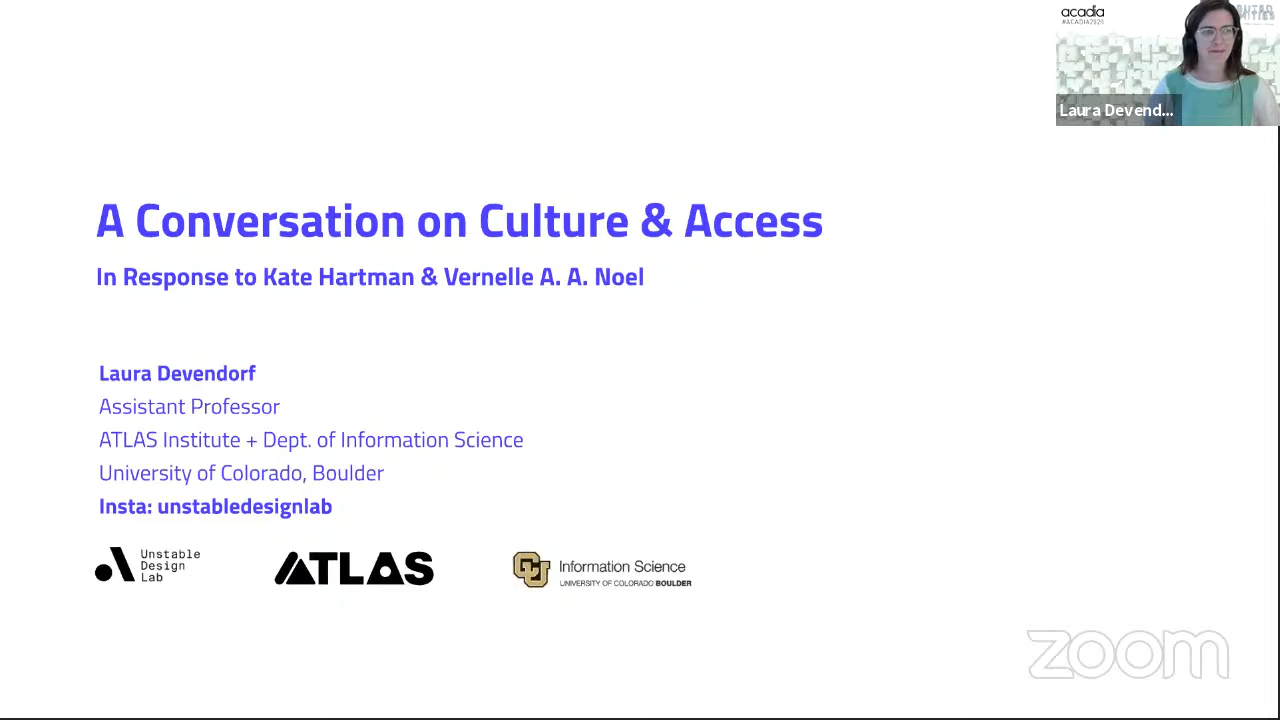 acadia
#ACADIA2020
Laura Devend...
A Conversation on Culture & Access
In Response to Kate Hartman & Vernelle A. A. Noel
Laura Devendorf
Assistant Professor
ATLAS Institute + Dept. of Information Science
University of Colorado, Boulder
Insta: unstabledesignlab
Unstable
Design
Lab
ATLAS
CU
Information Science
UNIVERSITY OF COLORADO BOULDER
zoom